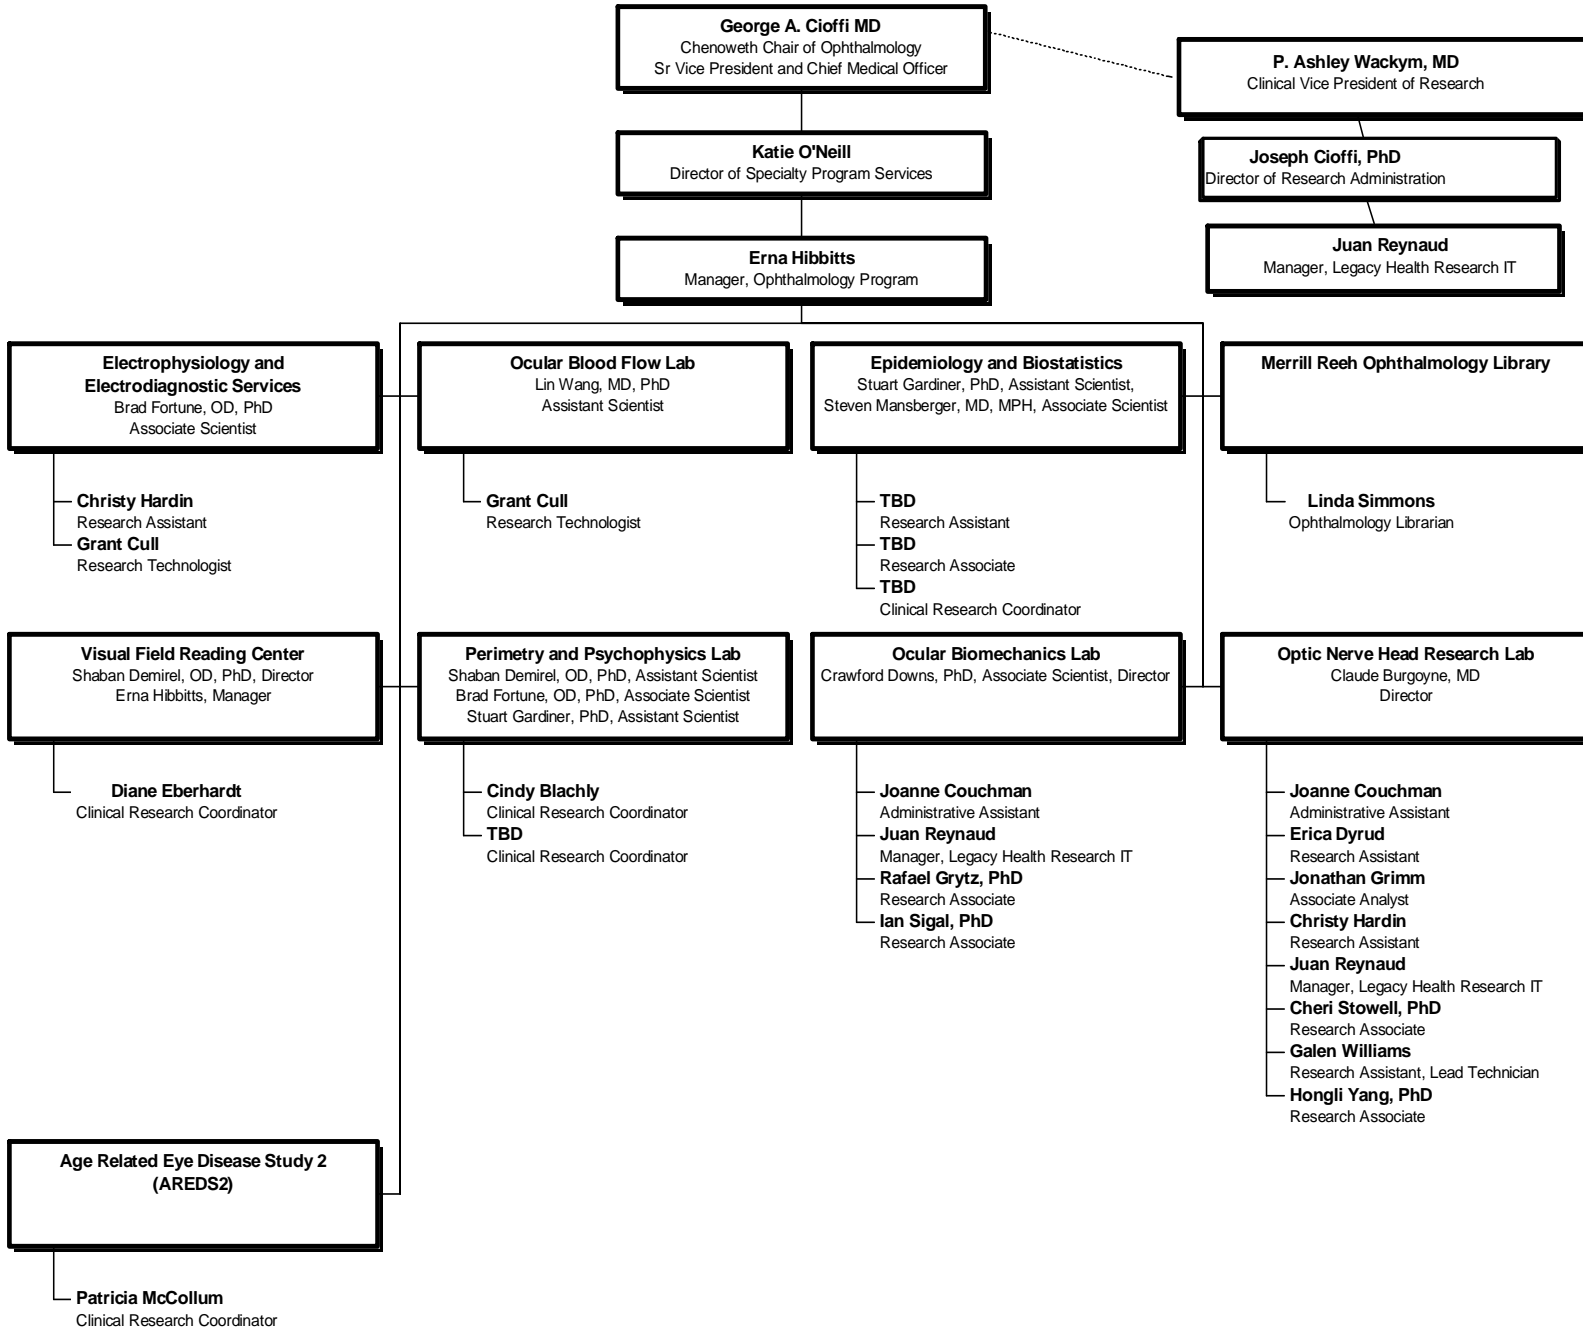 George A. Cioffi MD
Chenoweth Chair of Ophthalmology
Sr Vice President and Chief Medical Officer
P. Ashley Wackym, MD
Clinical Vice President of Research
Katie O'Neill
Director of Specialty Program Services
Joseph Cioffi, PhD
Director of Research Administration
Erna Hibbitts
Manager, Ophthalmology Program
Juan Reynaud
Manager, Legacy Health Research IT
Electrophysiology and
Electrodiagnostic Services
Brad Fortune, OD, PhD
Associate Scientist
Christy Hardin
Research Assistant
Grant Cull
Research Technologist
Ocular Blood Flow Lab
Lin Wang, MD, PhD
Assistant Scientist
Grant Cull
Research Technologist
Epidemiology and Biostatistics
Stuart Gardiner, PhD, Assistant Scientist,
Steven Mansberger, MD, MPH, Associate Scientist
TBD
Research Assistant
TBD
Research Associate
TBD
Clinical Research Coordinator
Merrill Reeh Ophthalmology Library
Linda Simmons
Ophthalmology Librarian
Visual Field Reading Center
Shaban Demirel, OD, PhD, Director
Erna Hibbitts, Manager
Diane Eberhardt
Clinical Research Coordinator
Perimetry and Psychophysics Lab
Shaban Demirel, OD, PhD, Assistant Scientist
Brad Fortune, OD, PhD, Associate Scientist
Stuart Gardiner, PhD, Assistant Scientist
Cindy Blachly
Clinical Research Coordinator
TBD
Clinical Research Coordinator
Ocular Biomechanics Lab
Crawford Downs, PhD, Associate Scientist, Director
Joanne Couchman
Administrative Assistant
Juan Reynaud
Manager, Legacy Health Research IT
Rafael Grytz, PhD
Research Associate
Ian Sigal, PhD
Research Associate
Optic Nerve Head Research Lab
Claude Burgoyne, MD
Director
Joanne Couchman
Administrative Assistant
Erica Dyrud
Research Assistant
Jonathan Grimm
Associate Analyst
Christy Hardin
Research Assistant
Juan Reynaud
Manager, Legacy Health Research IT
Cheri Stowell, PhD
Research Associate
Galen Williams
Research Assistant, Lead Technician
Hongli Yang, PhD
Research Associate
Age Related Eye Disease Study 2
(AREDS2)
Patricia McCollum
Clinical Research Coordinator